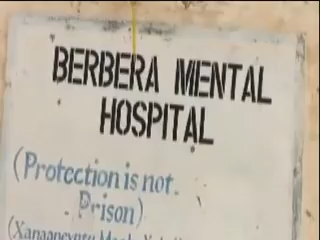 BERBERA MENTAL
HOSPITAL
(Protection is not.
Prison)